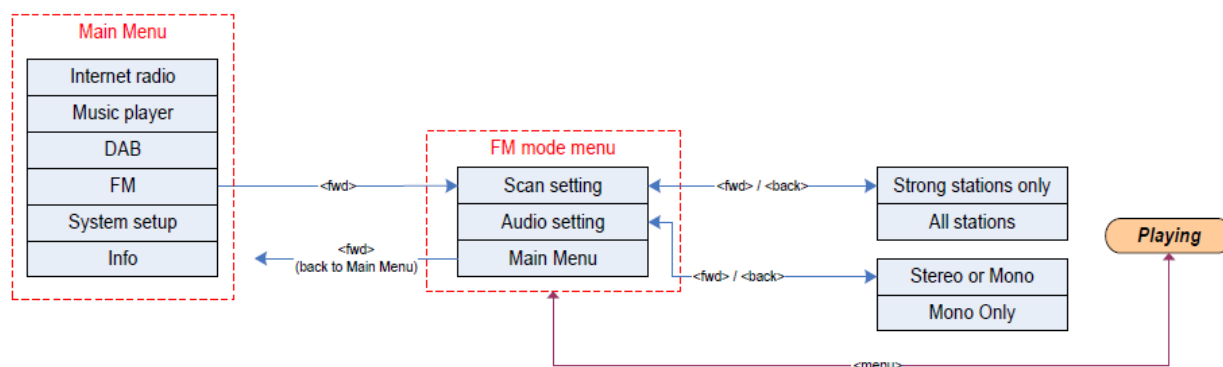 Main Menu
Internet radio
Music player
DAB
FM
System setup
Info
<fwd>
<fwd>
(back to Main Menu)
FM mode menu
Scan setting
Audio setting
Main Menu
<fwd> / <back>
<fwd> / <back>
Strong stations only
All stations
Stereo or Mono
Mono Only
Playing
<menu>